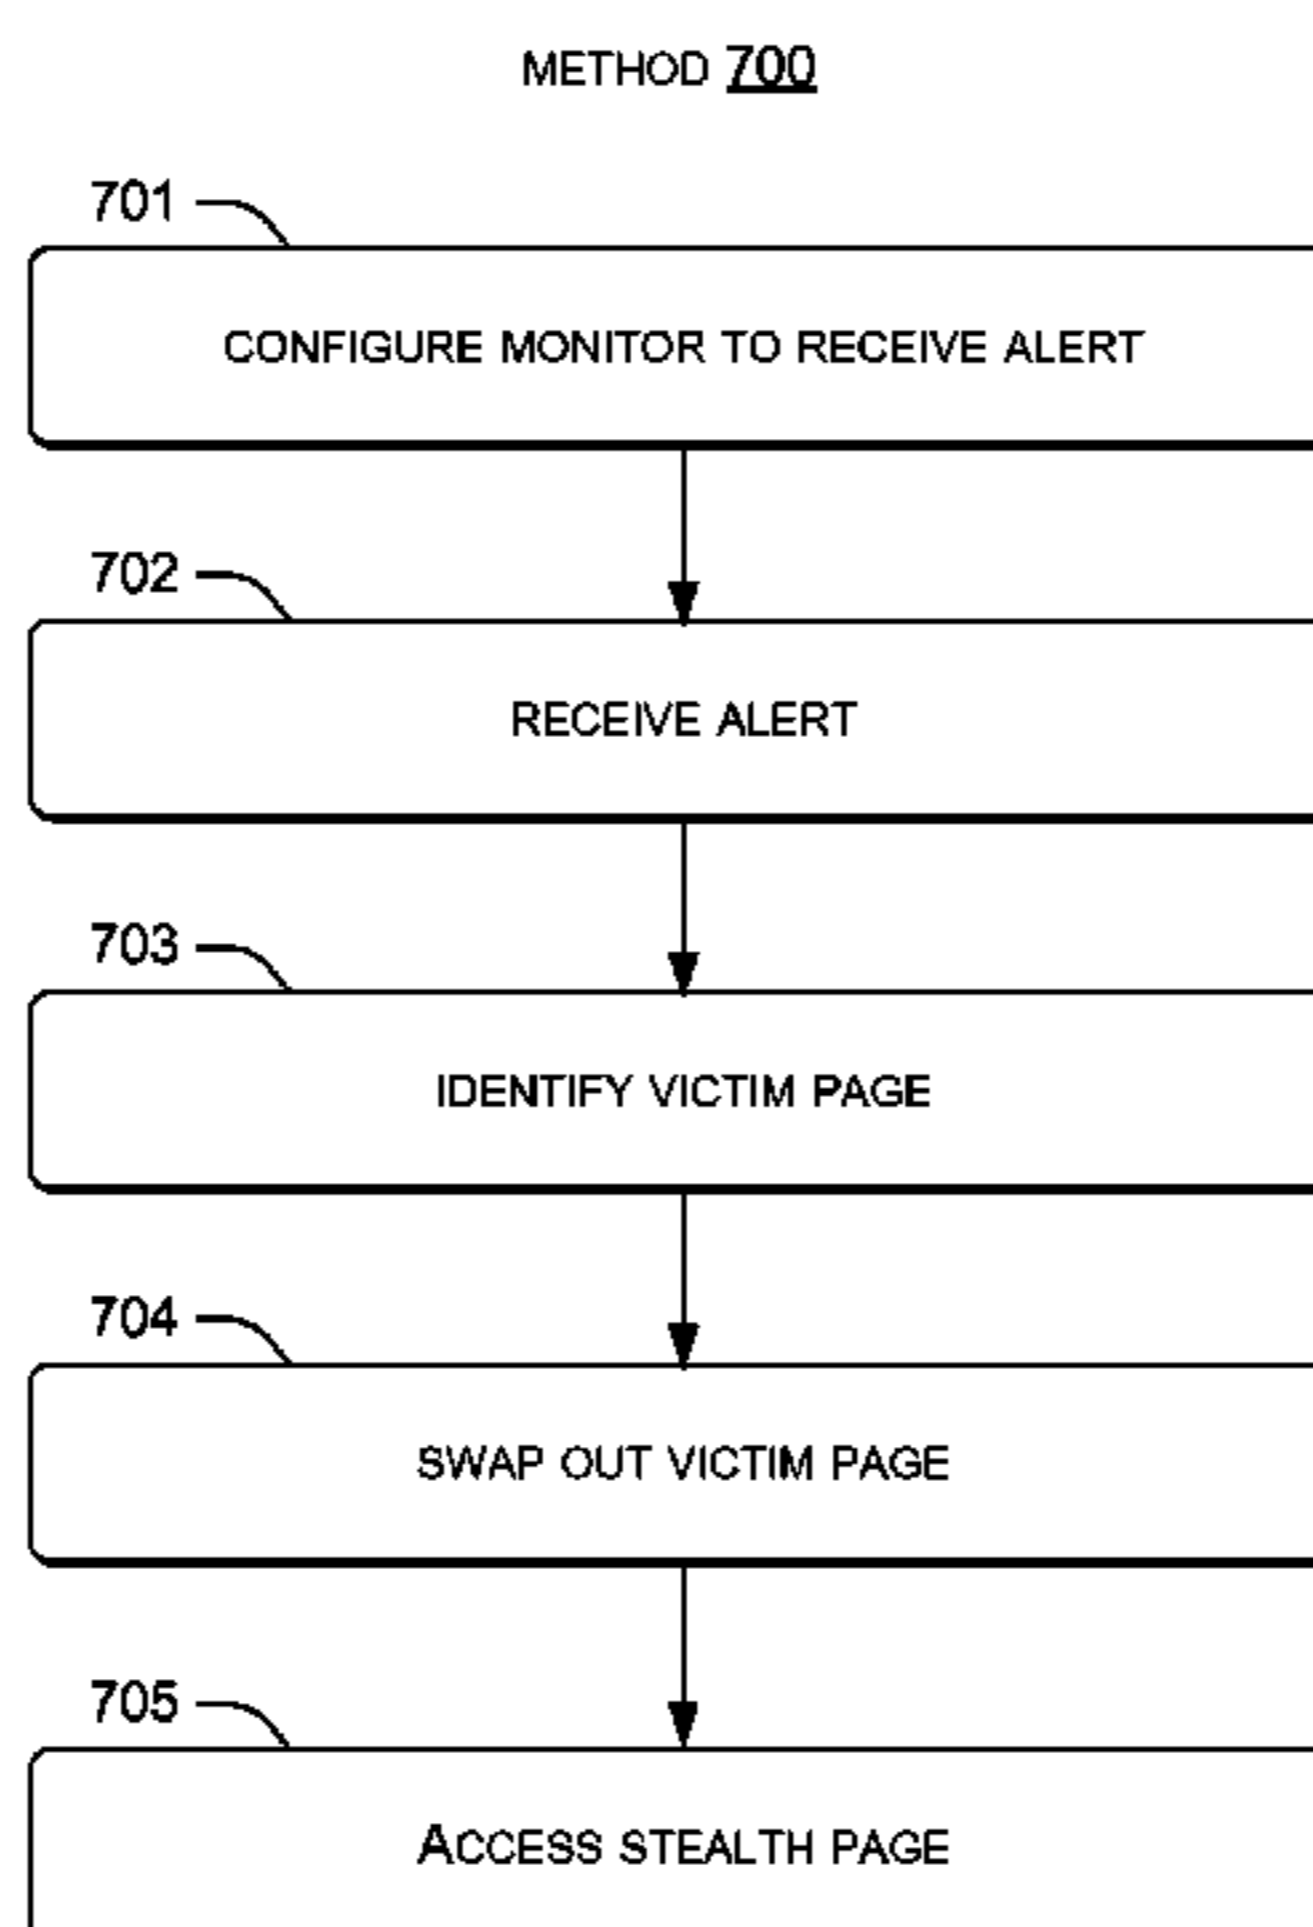 METHOD 700
701
CONFIGURE MONITOR TO RECEIVE ALERT
702
RECEIVE ALERT
703
IDENTIFY VICTIM PAGE
704
SWAP OUT VICTIM PAGE
705
ACCESS STEALTH PAGE